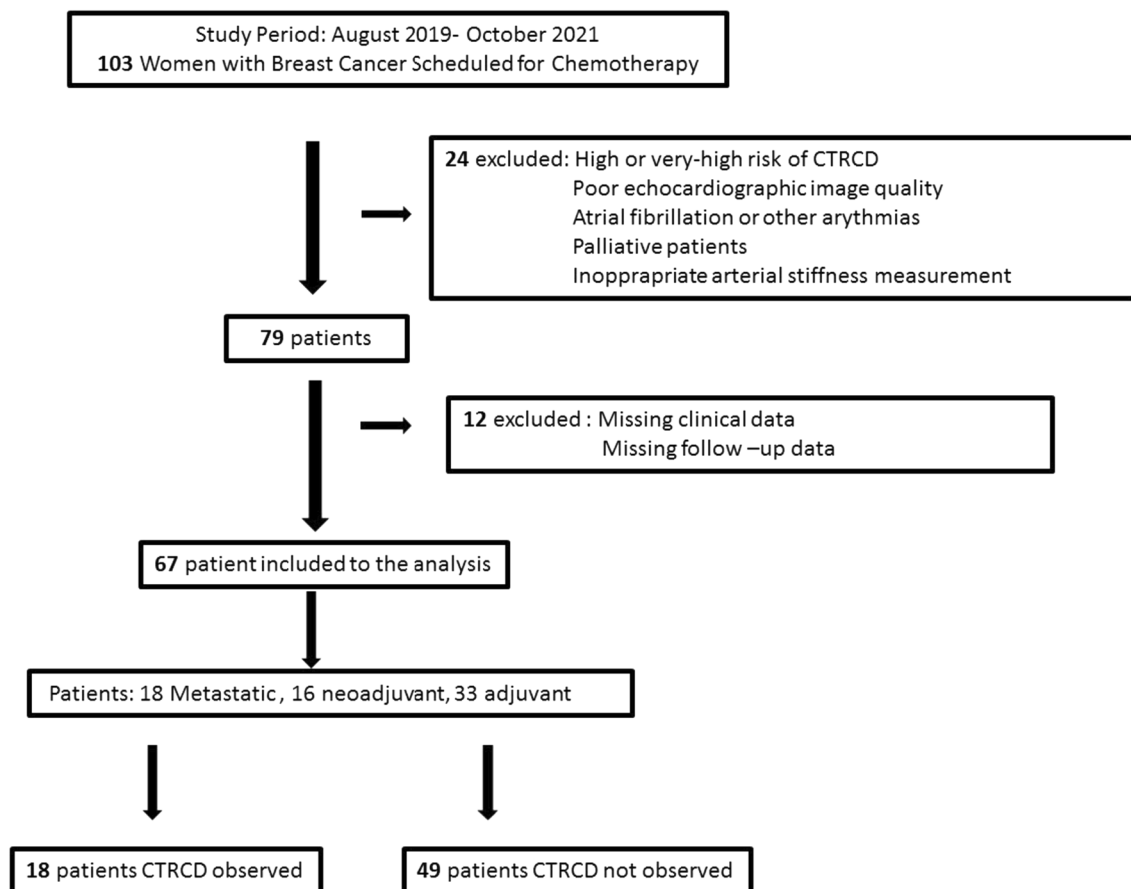 Study Period: August 2019- October 2021
103 Women with Breast Cancer Scheduled for Chemotherapy
24 excluded: High or very-high risk of CTRCD
Poor echocardiographic image quality
Atrial fibrillation or other arythmias
Palliative patients
Inopprapriate arterial stiffness measurement
79 patients
12 excluded : Missing clinical data
Missing follow –up data
67 patient included to the analysis
Patients: 18 Metastatic , 16 neoadjuvant, 33 adjuvant
18 patients CTRCD observed
49 patients CTRCD not observed